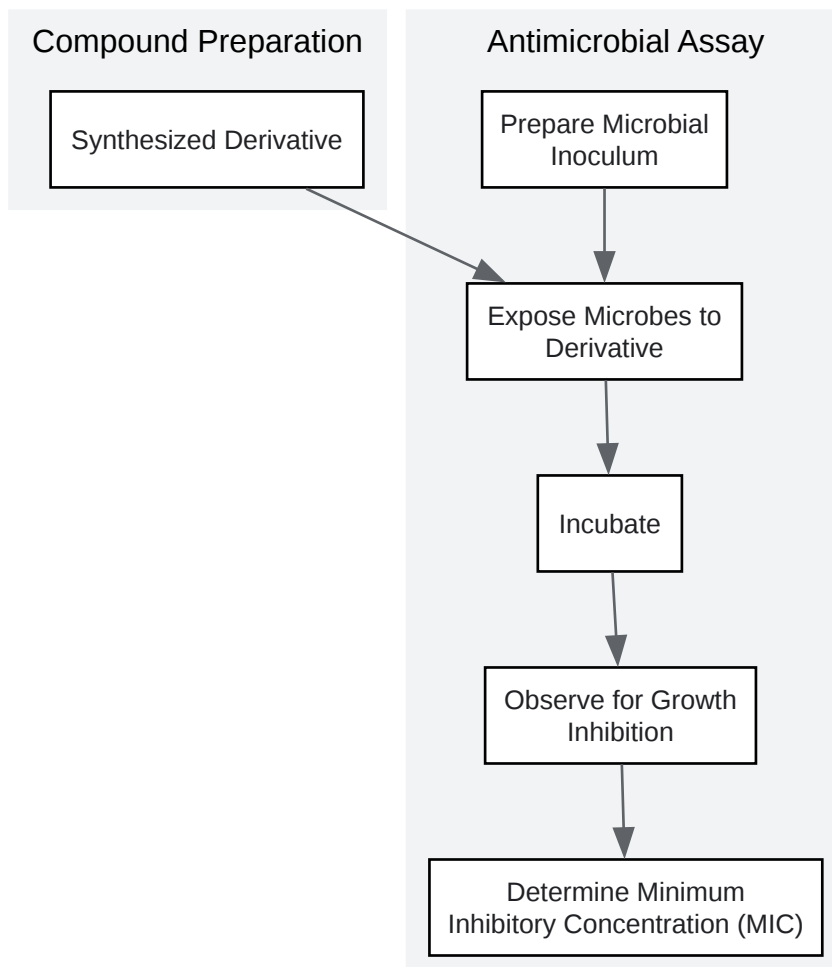 Compound Preparation
Synthesized Derivative
Antimicrobial Assay
Prepare Microbial
Inoculum
Expose Microbes to
Derivative
Incubate
Observe for Growth
Inhibition
Determine Minimum
Inhibitory Concentration (MIC)